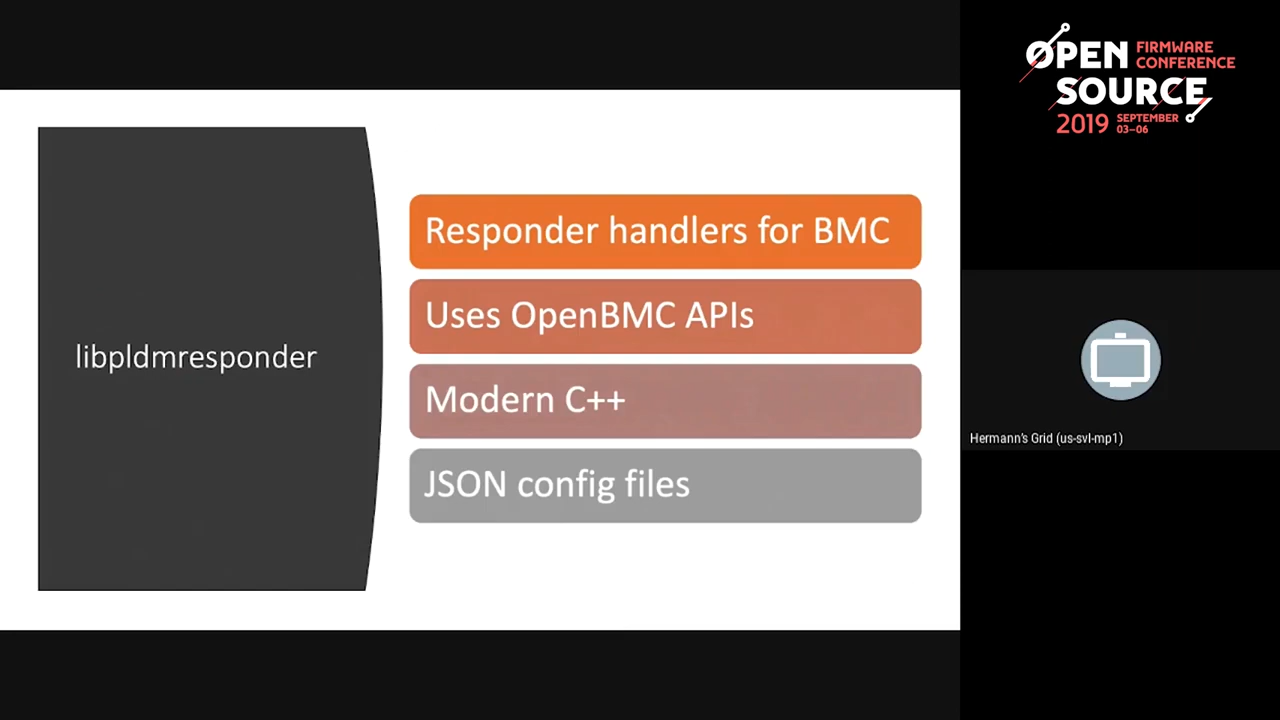 libpldmresponder
Responder handlers for BMC
Uses OpenBMC APIs
Modern C++
JSON config files
OPEN FIRMWARE CONFERENCE
SOURCE
2019 SEPTEMBER 03–06
Hermann's Grid (us-svl-mp1)